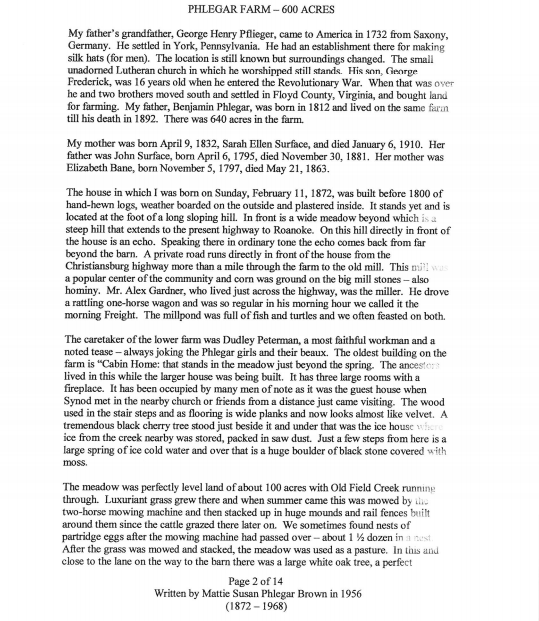 PHLEGAR FARM – 600 ACRES
My father's grandfather, George Henry Pflieger, came to America in 1732 from Saxony,
Germany. He settled in York, Pennsylvania. He had an establishment there for making
silk hats (for men). The location is still known but surroundings changed. The small
unadorned Lutheran church in which he worshipped still stands. His son, George
Frederick, was 16 years old when he entered the Revolutionary War. When that was over
he and two brothers moved south and settled in Floyd County, Virginia, and bought land
for farming. My father, Benjamin Phlegar, was born in 1812 and lived on the same farm
till his death in 1892. There was 640 acres in the farm.
My mother was born April 9, 1832, Sarah Ellen Surface, and died January 6, 1910. Her
father was John Surface, born April 6, 1795, died November 30, 1881. Her mother was
Elizabeth Bane, born November 5, 1797, died May 21, 1863.
The house in which I was born on Sunday, February 11, 1872, was built before 1800 of
hand-hewn logs, weather boarded on the outside and plastered inside. It stands yet and is
located at the foot of a long sloping hill. In front is a wide meadow beyond which is a
steep hill that extends to the present highway to Roanoke. On this hill directly in front of
the house is an echo. Speaking there in ordinary tone the echo comes back from far
beyond the barn. A private road runs directly in front of the house from the
Christiansburg highway more than a mile through the farm to the old mill. This mill was
a popular center of the community and corn was ground on the big mill stones – also
hominy. Mr. Alex Gardner, who lived just across the highway, was the miller. He drove
a rattling one-horse wagon and was so regular in his morning hour we called it the
morning Freight. The millpond was full of fish and turtles and we often feasted on both.
The caretaker of the lower farm was Dudley Peterman, a most faithful workman and a
noted tease – always joking the Phlegar girls and their beaux. The oldest building on the
farm is "Cabin Home: that stands in the meadow just beyond the spring. The ancestors
lived in this while the larger house was being built. It has three large rooms with a
fireplace. It has been occupied by many men of note as it was the guest house when
Synod met in the nearby church or friends from a distance just came visiting. The wood
used in the stair steps and as flooring is wide planks and now looks almost like velvet. A
tremendous black cherry tree stood just beside it and under that was the ice house where
ice from the creek nearby was stored, packed in saw dust. Just a few steps from here is a
large spring of ice cold water and over that is a huge boulder of black stone covered with
moss.
The meadow was perfectly level land of about 100 acres with Old Field Creek running
through. Luxuriant grass grew there and when summer came this was mowed by the
two-horse mowing machine and then stacked up in huge mounds and rail fences built
around them since the cattle grazed there later on. We sometimes found nests of
partridge eggs after the mowing machine had passed over – about 1 ½ dozen in a nest.
After the grass was mowed and stacked, the meadow was used as a pasture. In this and
close to the lane on the way to the barn there was a large white oak tree, a perfect
Page 2 of 14
Written by Mattie Susan Phlegar Brown in 1956
(1872 – 1968)